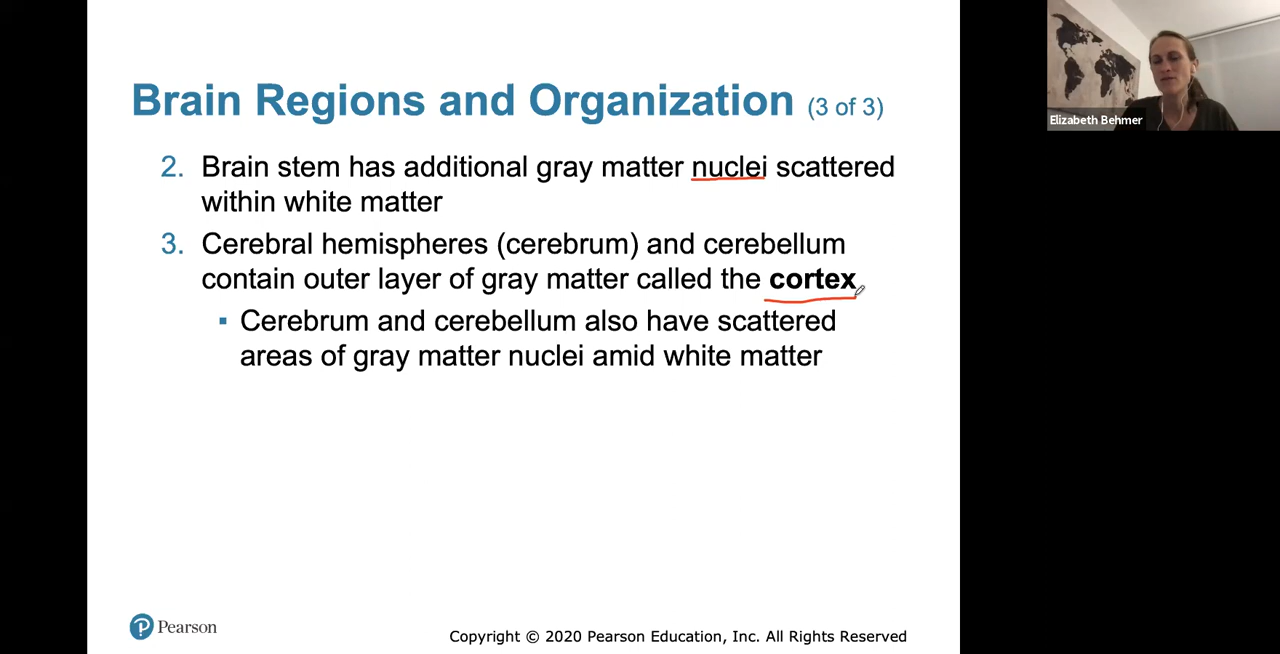 Brain Regions and Organization (3 of 3)
2. Brain stem has additional gray matter nuclei scattered
within white matter
3. Cerebral hemispheres (cerebrum) and cerebellum
contain outer layer of gray matter called the cortex
▪ Cerebrum and cerebellum also have scattered
areas of gray matter nuclei amid white matter
Pearson
Copyright © 2020 Pearson Education, Inc. All Rights Reserved
Elizabeth Behmer